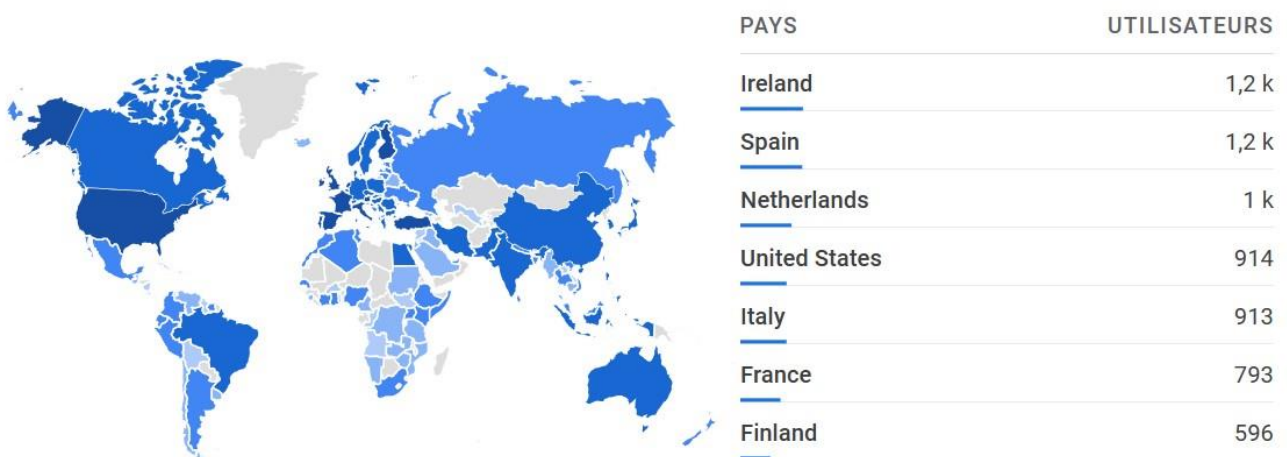 PAYS UTILISATEURS
Ireland 1,2 k
Spain 1,2 k
Netherlands 1 k
United States 914
Italy 913
France 793
Finland 596